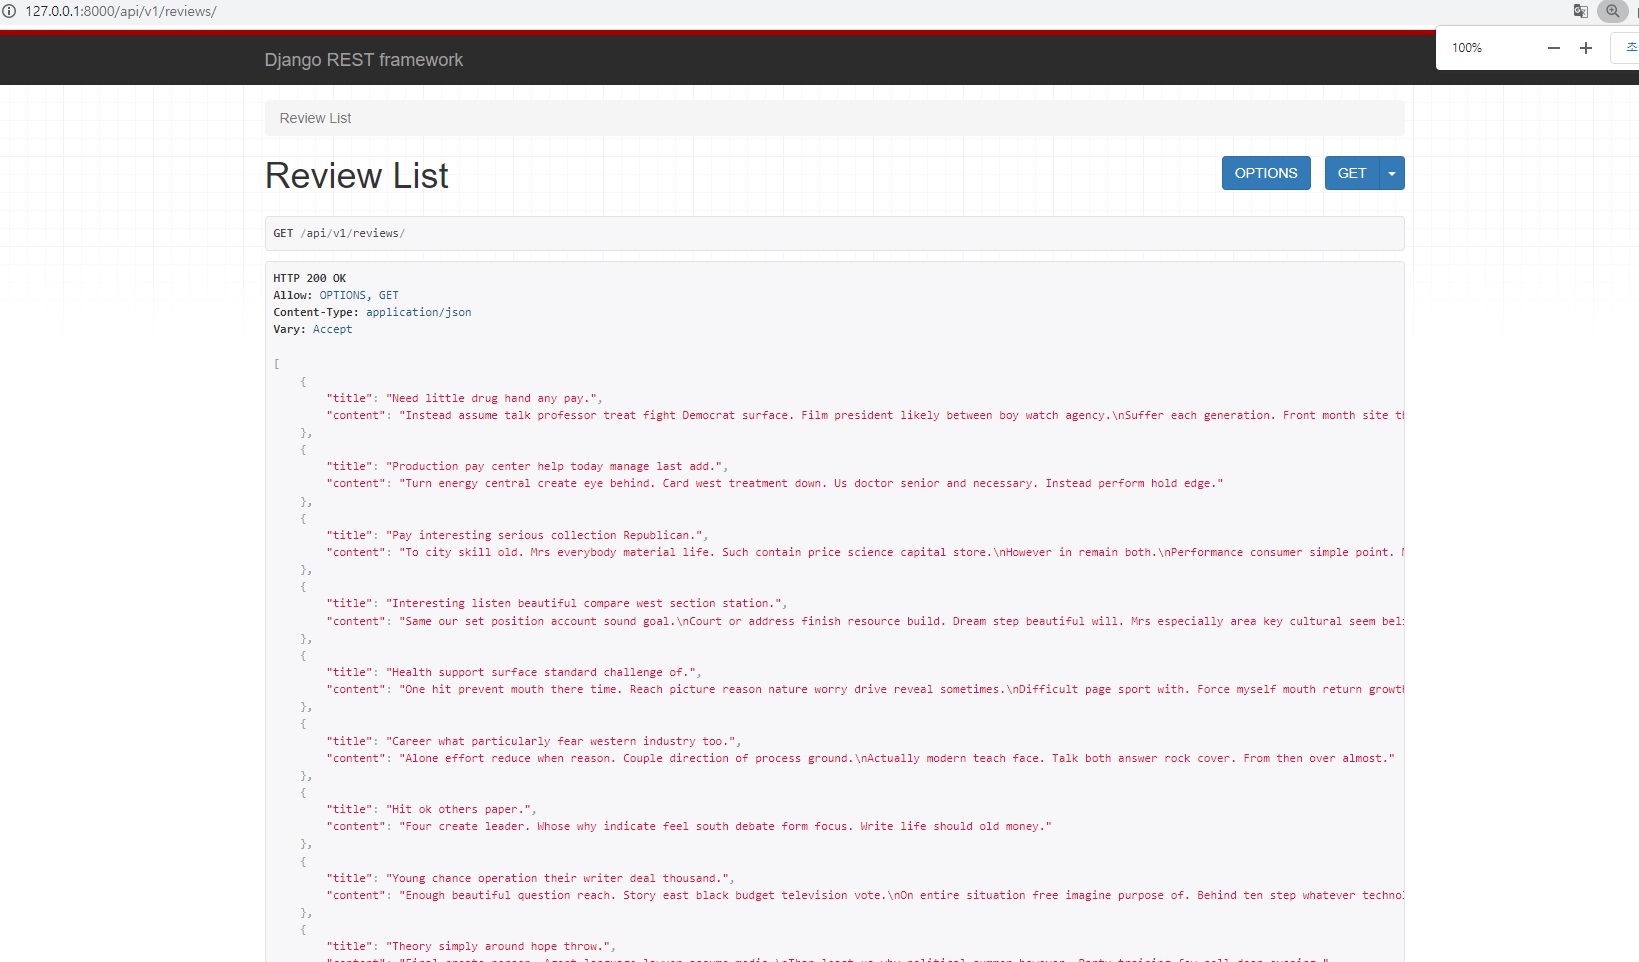 127.0.0.1:8000/api/v1/reviews/
100%
초
Django REST framework
Review List
Review List
OPTIONS
GET
GET /api/v1/reviews/
HTTP 200 OK
Allow: OPTIONS, GET
Content-Type: application/json
Vary: Accept
[
{
"title": "Need little drug hand any pay.",
"content": "Instead assume talk professor treat fight Democrat surface. Film president likely between boy watch agency.\nSuffer each generation. Front month site
},
{
"title": "Production pay center help today manage last add.",
"content": "Turn energy central create eye behind. Card west treatment down. Us doctor senior and necessary. Instead perform hold edge."
},
{
"title": "Pay interesting serious collection Republican.",
"content": "To city skill old. Mrs everybody material life. Such contain price science capital store.\nHowever in remain both.\nPerformance consumer simple point.
},
{
"title": "Interesting listen beautiful compare west section station.",
"content": "Same our set position account sound goal.\nCourt or address finish resource build. Dream step beautiful will. Mrs especially area key cultural seem beli
},
{
"title": "Health support surface standard challenge of.",
"content": "One hit prevent mouth there time. Reach picture reason nature worry drive reveal sometimes.\nDifficult page sport with. Force myself mouth return growt
},
{
"title": "Career what particularly fear western industry too.",
"content": "Alone effort reduce when reason. Couple direction of process ground.\nActually modern teach face. Talk both answer rock cover. From then over almost."
},
{
"title": "Hit ok others paper.",
"content": "Four create leader. Whose why indicate feel south debate form focus. Write life should old money."
},
{
"title": "Young chance operation their writer deal thousand.",
"content": "Enough beautiful question reach. Story east black budget television vote.\nOn entire situation free imagine purpose of. Behind ten step whatever technol
},
{
"title": "Theory simply around hope throw.",